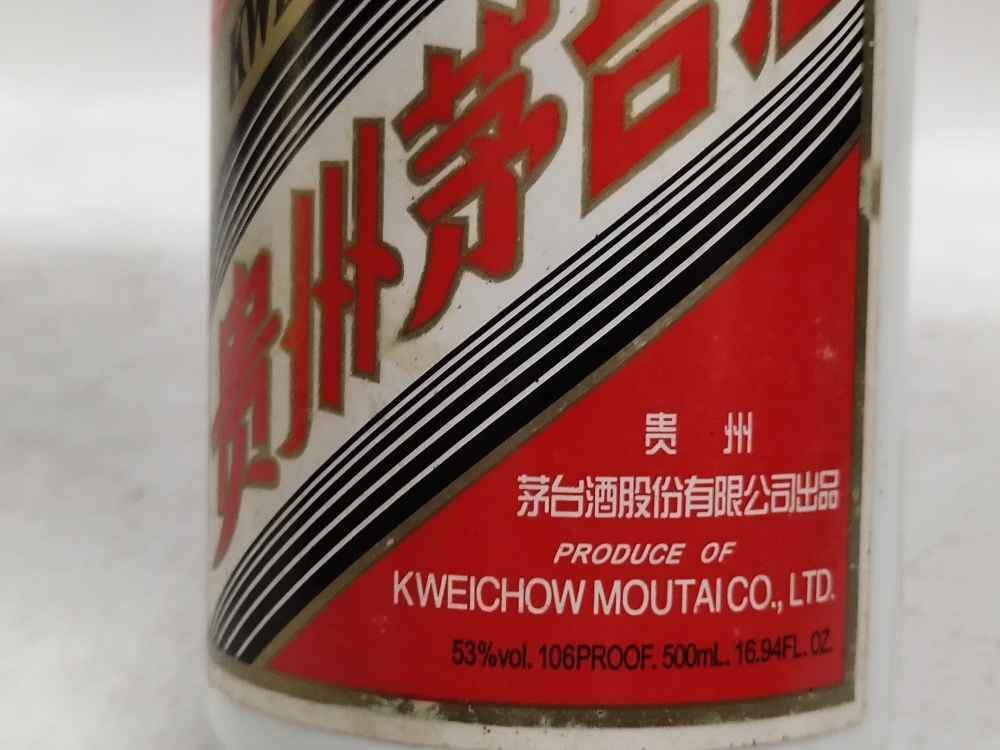 贵州茅台
贵 州
茅台酒股份有限公司出品
PRODUCE OF
KWEICHOW MOUTAI CO., LTD.
53%vol. 106PROOF. 500mL. 16.94FL. OZ.